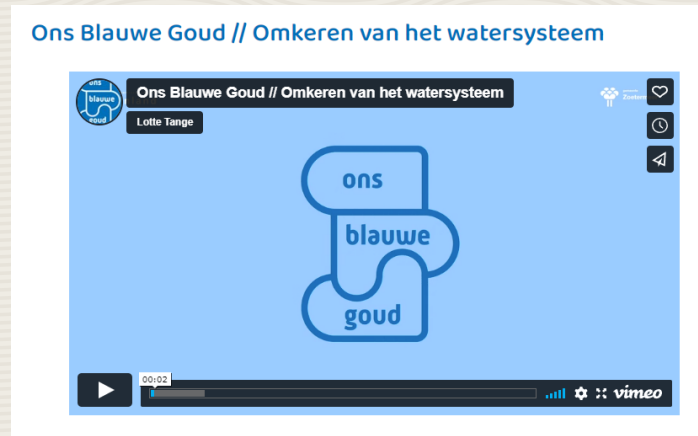 Ons Blauwe Goud // Omkeren van het watersysteem
ons
blauwe
goud
Ons Blauwe Goud // Omkeren van het watersysteem
Lotte Tange
ons
blauwe
goud
00:02
vimeo